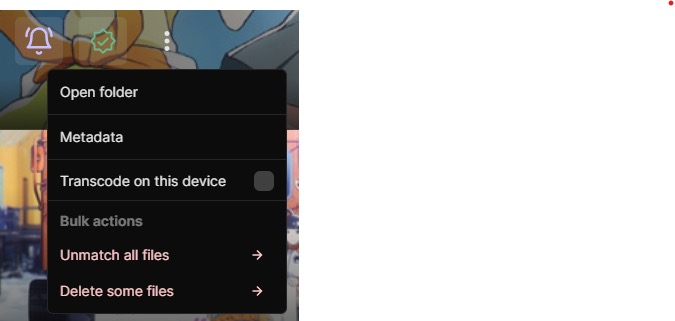 Open folder
Metadata
Transcode on this device
Bulk actions
Unmatch all files
Delete some files